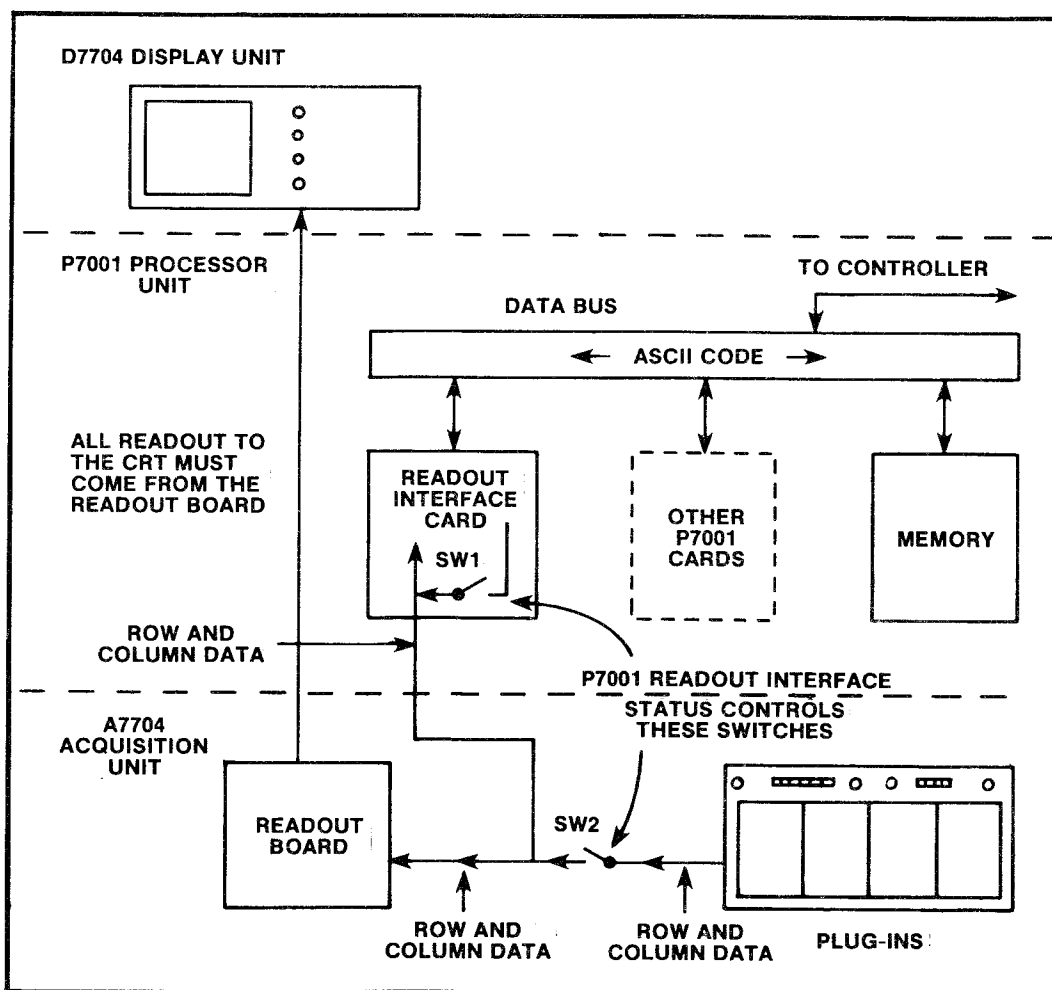 D7704 DISPLAY UNIT
P7001 PROCESSOR
UNIT
TO CONTROLLER
DATA BUS
ASCII CODE
ALL READOUT TO
THE CRT MUST
COME FROM THE
READOUT BOARD
READOUT
INTERFACE
CARD
SW1
OTHER
P7001
CARDS
MEMORY
ROW AND
COLUMN DATA
P7001 READOUT INTERFACE
STATUS CONTROLS
THESE SWITCHES
A7704
ACQUISITION
UNIT
READOUT
BOARD
SW2
ROW AND
COLUMN DATA
ROW AND
COLUMN DATA
PLUG-INS